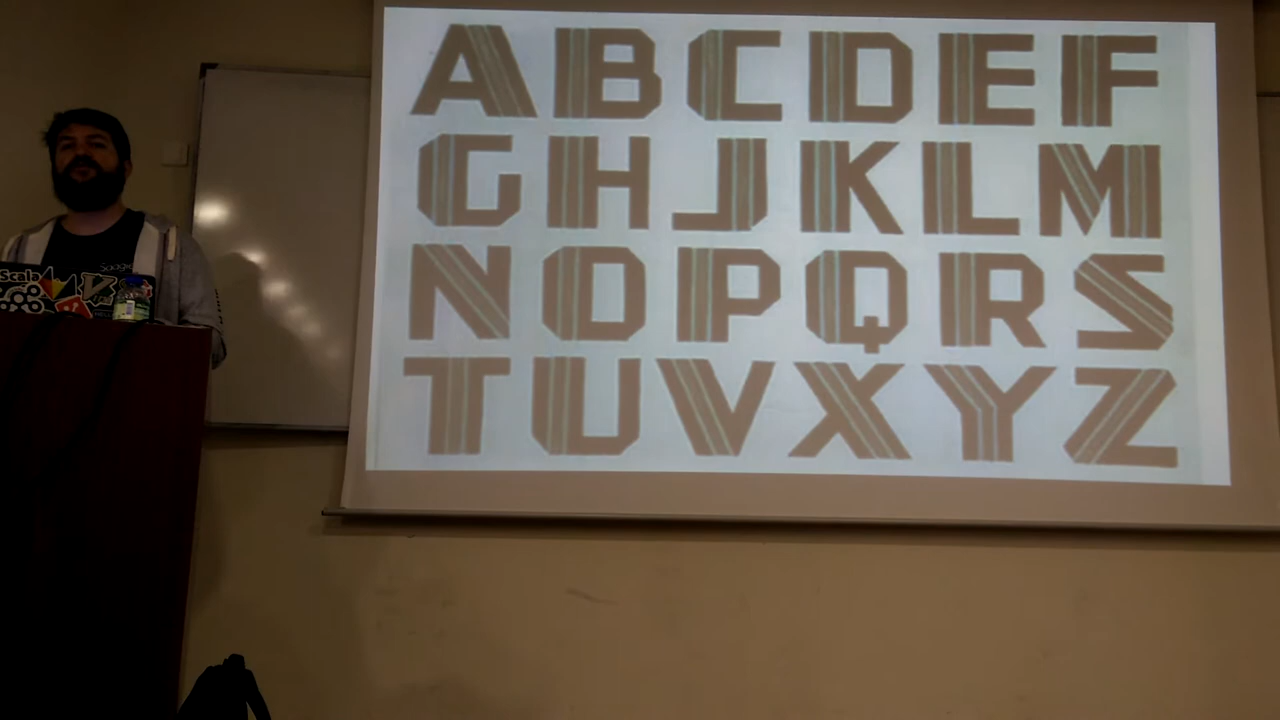 ABCDEF
GHJKLM
NOPQRS
TUVXYZ
Scala